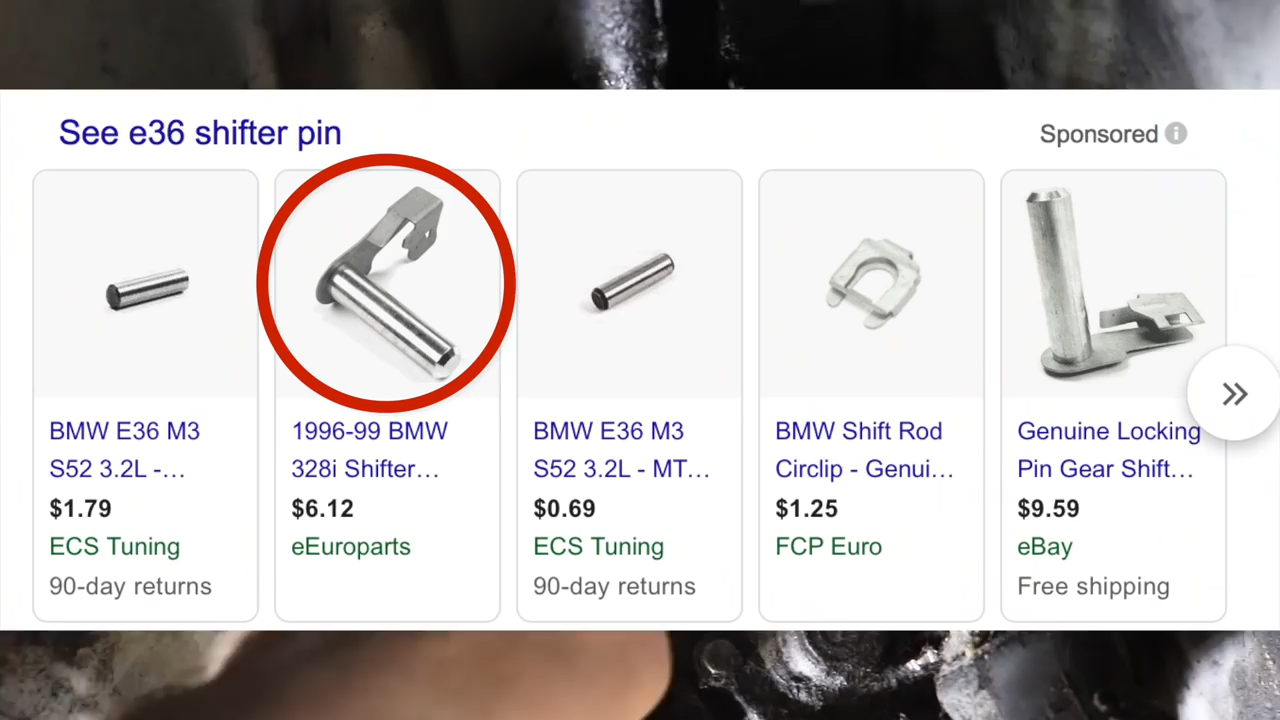 See e36 shifter pin
Sponsored
BMW E36 M3
S52 3.2L -...
$1.79
ECS Tuning
90-day returns
1996-99 BMW
328i Shifter...
$6.12
eEuroparts
BMW E36 M3
S52 3.2L - MT...
$0.69
ECS Tuning
90-day returns
BMW Shift Rod
Circlip - Genui...
$1.25
FCP Euro
Genuine Locking
Pin Gear Shift...
$9.59
eBay
Free shipping